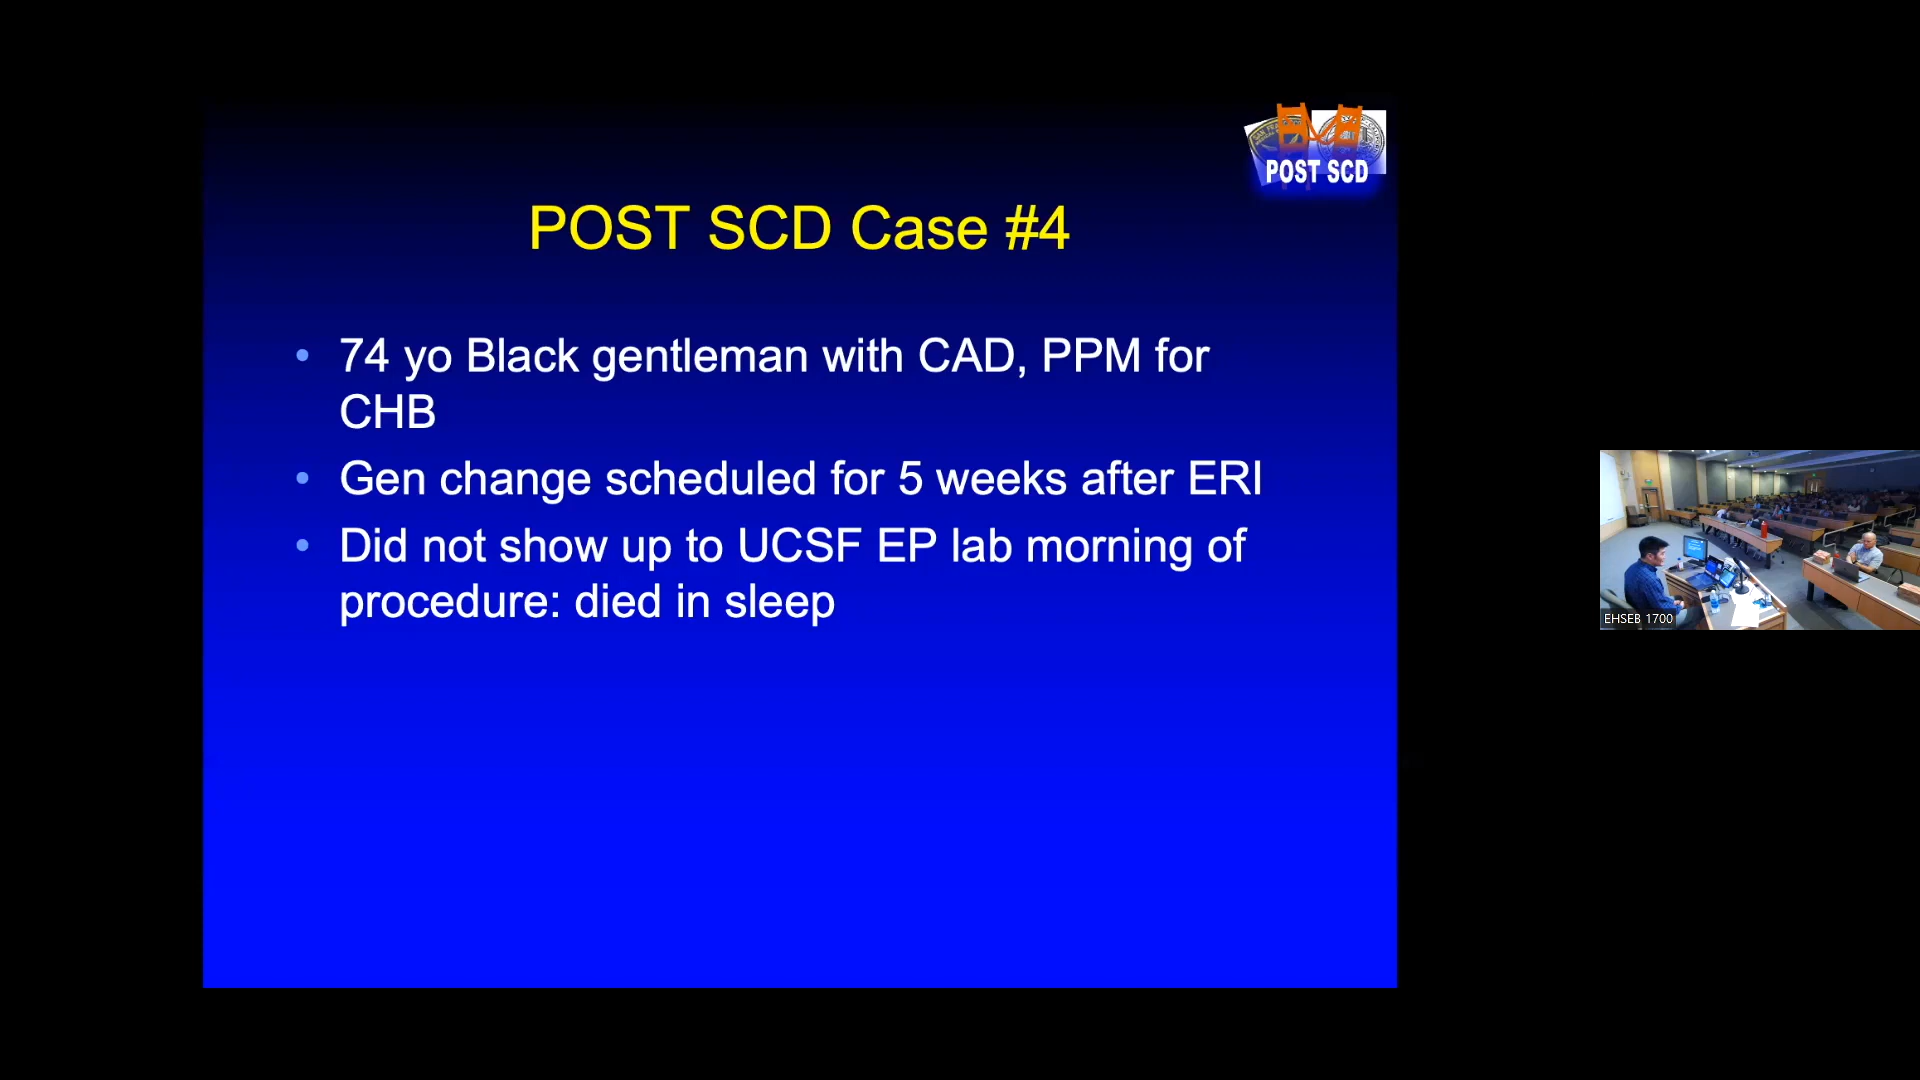 POST SCD
POST SCD Case #4
• 74 yo Black gentleman with CAD, PPM for
CHB
• Gen change scheduled for 5 weeks after ERI
• Did not show up to UCSF EP lab morning of
procedure: died in sleep
EHSEB 1700